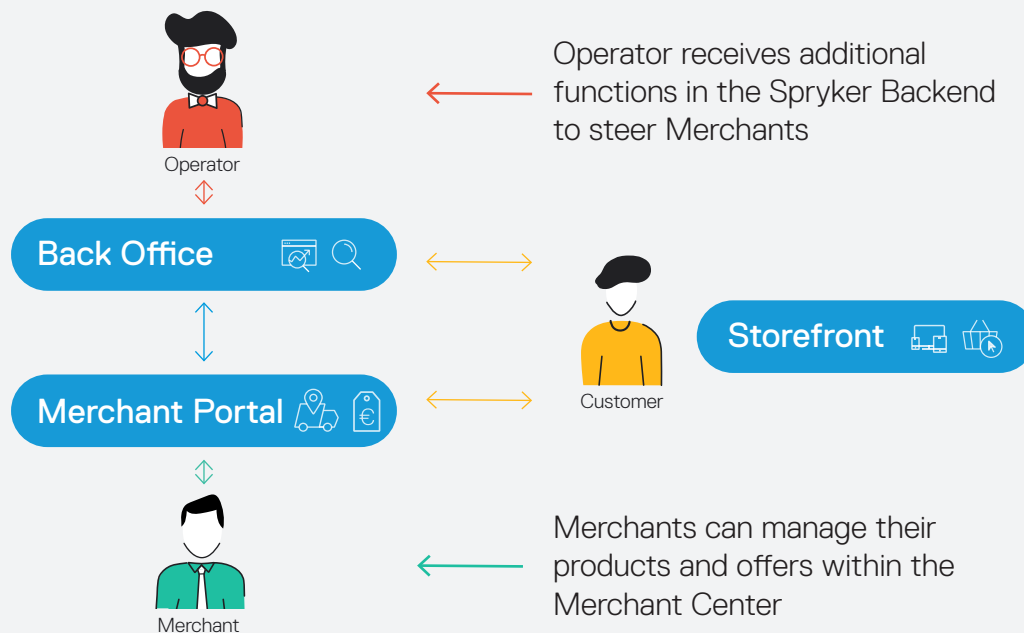 Operator receives additional
functions in the Spryker Backend
to steer Merchants
Operator
Back Office
Storefront
Merchant Portal
€
Customer
Merchants can manage their
products and offers within the
Merchant Center
Merchant